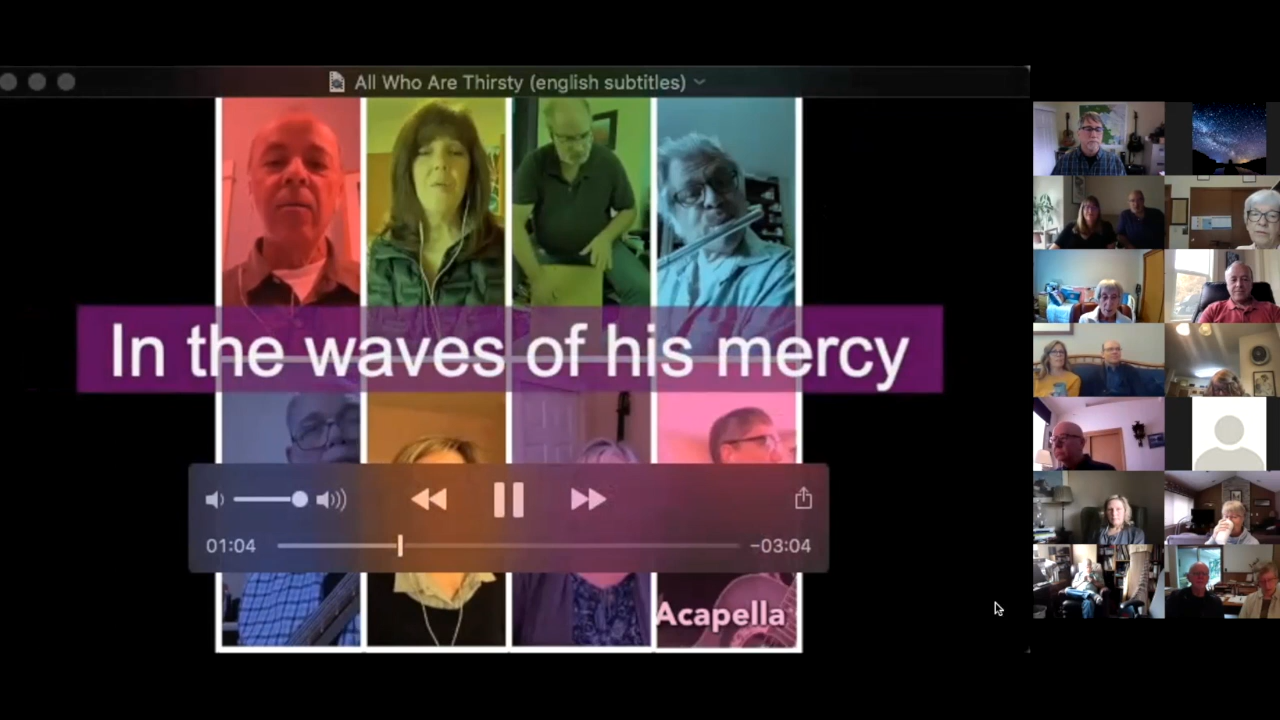 All Who Are Thirsty (english subtitles)
In the waves of his mercy
01:04
−03:04
Acapella